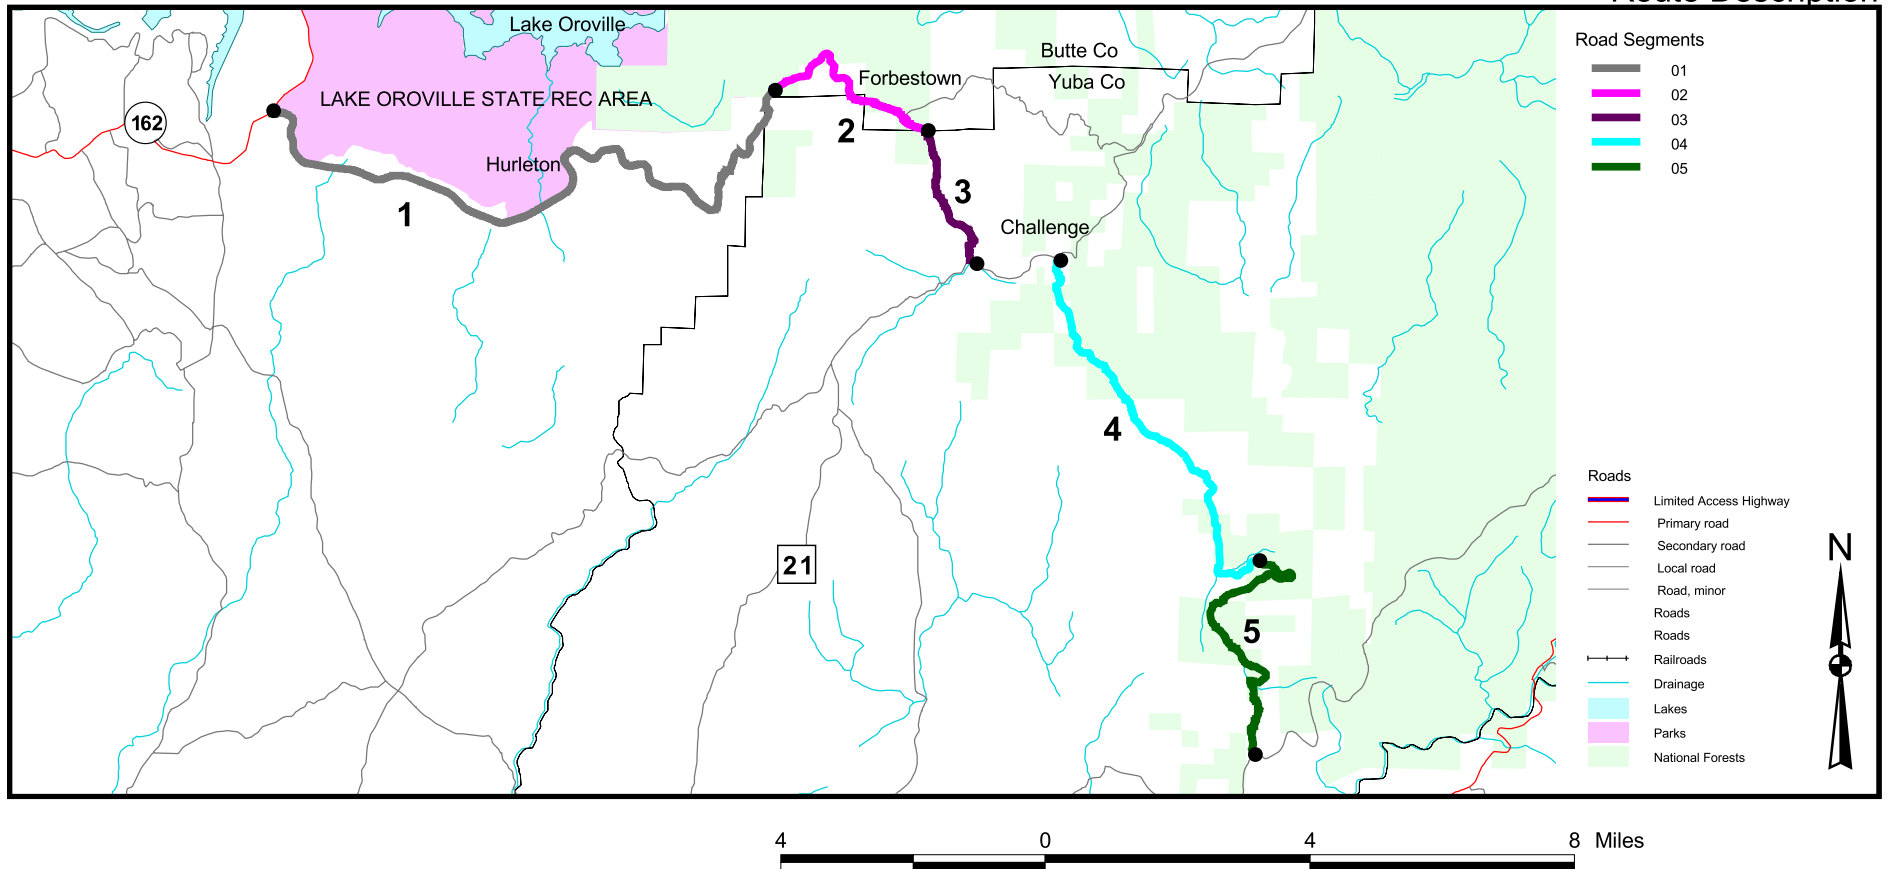 Route Description
Lake Oroville
LAKE OROVILLE STATE REC AREA
162
Hurleton
1
Forbestown
2
Butte Co
Yuba Co
3
Challenge
4
21
5
Road Segments
01
02
03
04
05
Roads
Limited Access Highway
Primary road
Secondary road
Local road
Road, minor
Roads
Roads
Railroads
Drainage
Lakes
Parks
National Forests
N
4 0 4 8 Miles